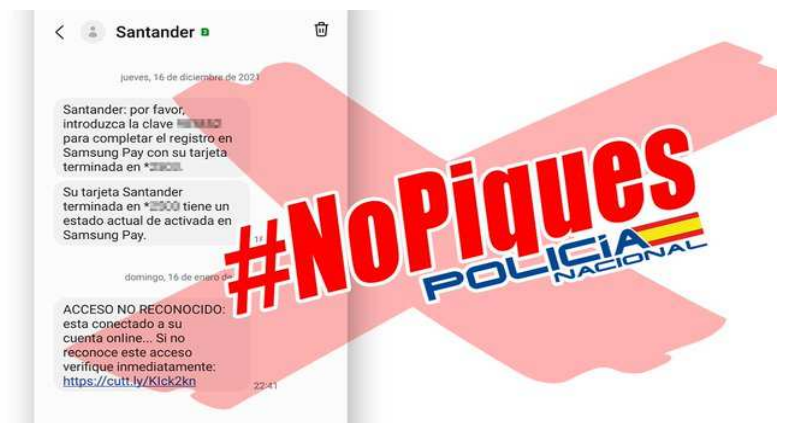 Santander
jueves, 16 de diciembre de 2021
Santander: por favor,
introduzca la clave
para completar el registro en
Samsung Pay con su tarjeta
terminada en *
Su tarjeta Santander
terminada en * tiene un
estado actual de activada en
Samsung Pay.
domingo, 16 de enero de
ACCESO NO RECONOCIDO:
esta conectado a su
cuenta online... Si no
reconoce este acceso
verifique inmediatamente:
https://cutt.ly/KIck2kn
22:41
#NoPiques
POLICÍA
NACIONAL